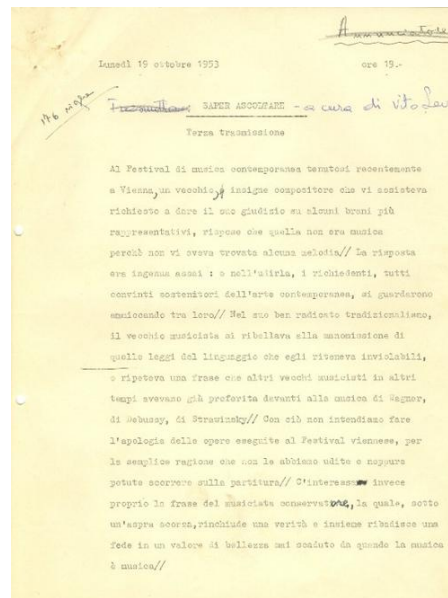 Annunciatore
Lunedì 19 ottobre 1953 ore 19.-
176 righe
SAPER ASCOLTARE - a cura di Vito Lev
Terza trasmissione
Al Festival di musica contemporanea tenutosi recentemente
a Vienna, un vecchio, insigne compositore che vi assisteva
richiesto a dare il suo giudizio su alcuni brani più
rappresentativi, rispose che quella non era musica
perchè non vi aveva trovata alcuna melodia// La risposta
era ingenua assai : e nell'udirla, i richiedenti, tutti
convinti sostenitori dell'arte contemporanea, si guardarono
ammiccando tra loro// Nel suo ben radicato tradizionalismo,
il vecchio musicista si ribellava alla manomissione di
quelle leggi del linguaggio che egli riteneva inviolabili,
e ripeteva una frase che altri vecchi musicisti in altri
tempi avevano già proferita davanti alla musica di Wagner,
di Debussy, di Strawinsky// Con ciò non intendiamo fare
l'apologia delle opere eseguite al Festival viennese, per
la semplice ragione che non le abbiamo udite e neppure
potute scorrere sulla partitura// C'interessa invece
proprio la frase del musicista conservatore, la quale, sotto
un'aspra scorza, rinchiude una verità e insieme ribadisce una
fede in un valore di bellezza mai scaduto da quando la musica
è musica//